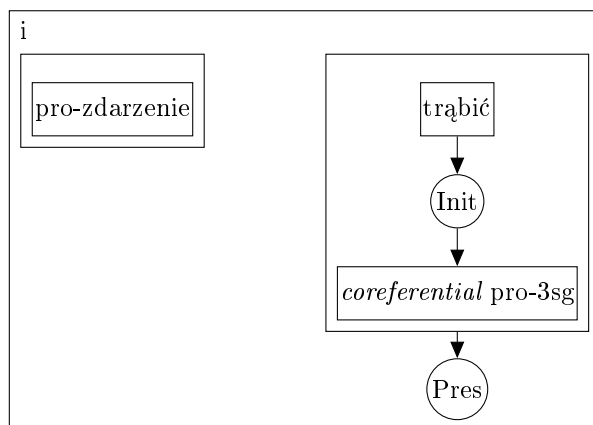 i
pro-zdarzenie
trąbić
Init
coreferential pro-3sg
Pres